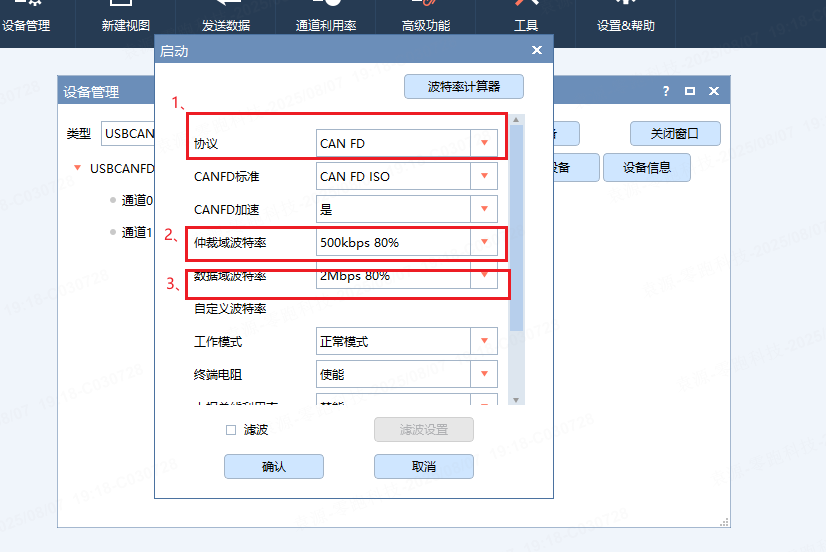 设备管理 新建视图 发送数据 通道利用率 高级功能 工具 设置&帮助
启动
设备管理 ?
波特率计算器
1、
类型 USBCAN 关闭窗口
协议 CAN FD
USBCANFD 设备 设备信息
CANFD标准 CAN FD ISO
通道0 CANFD加速 是
通道1 2、 仲裁域波特率 500kbps 80%
3、 数据域波特率 2Mbps 80%
自定义波特率
工作模式 正常模式
终端电阻 使能
滤波 滤波设置
确认 取消